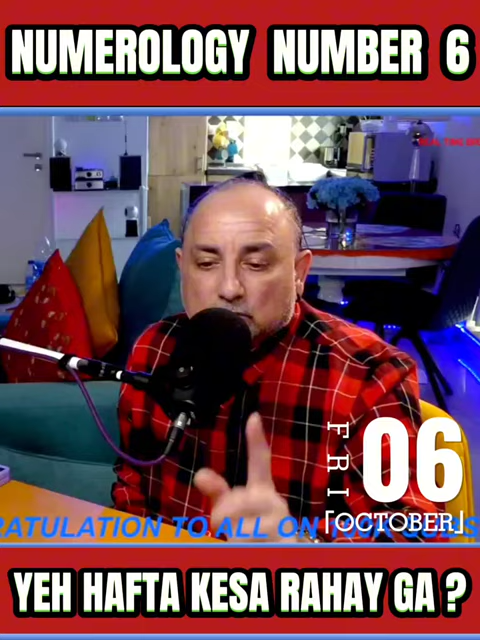 NUMEROLOGY NUMBER 6
FRI
06
[OCTOBER]
RATULATION TO ALL ON
YEH HAFTA KESA RAHAY GA ?